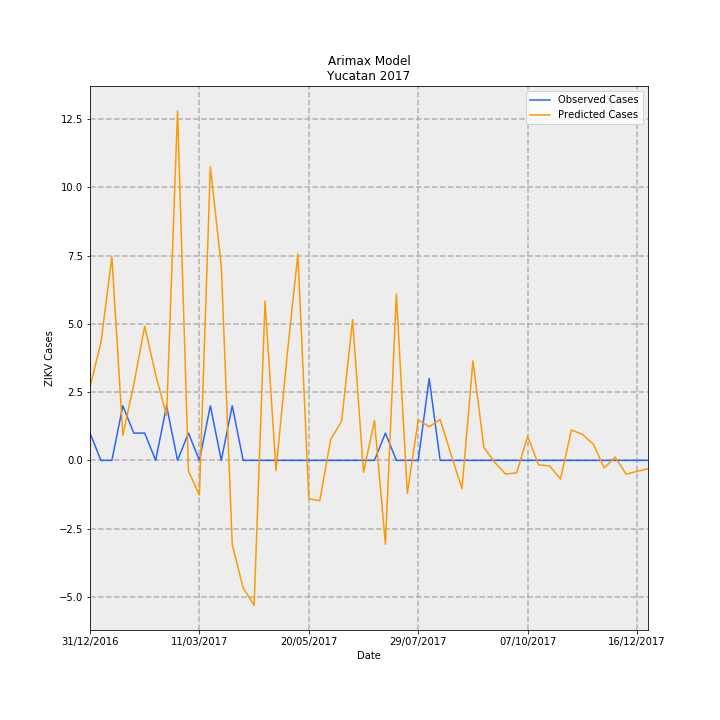 Arimax Model
Yucatan 2017
Observed Cases
Predicted Cases
ZIKV Cases
12.5
10.0
7.5
5.0
2.5
0.0
−2.5
−5.0
31/12/2016 11/03/2017 20/05/2017 29/07/2017 07/10/2017 16/12/2017
Date